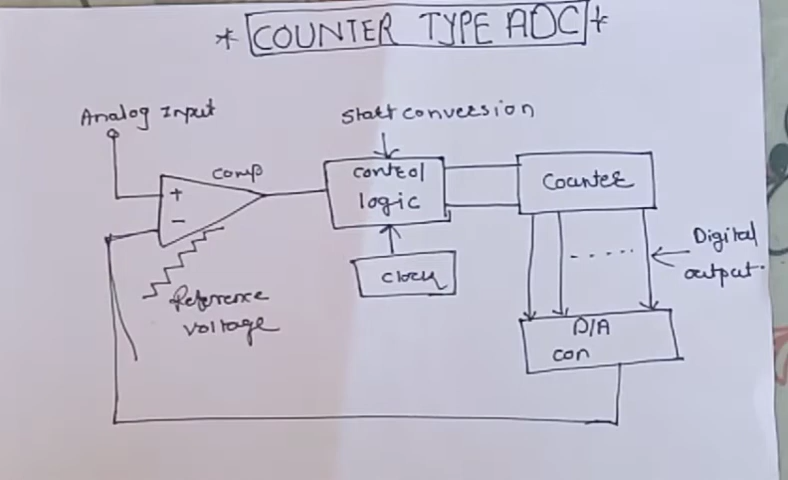 * COUNTER TYPE ADC *
Analog Input
Start conversion
comp
+
-
control
logic
Counter
clock
Reference
voltage
Digital
output.
D/A
con